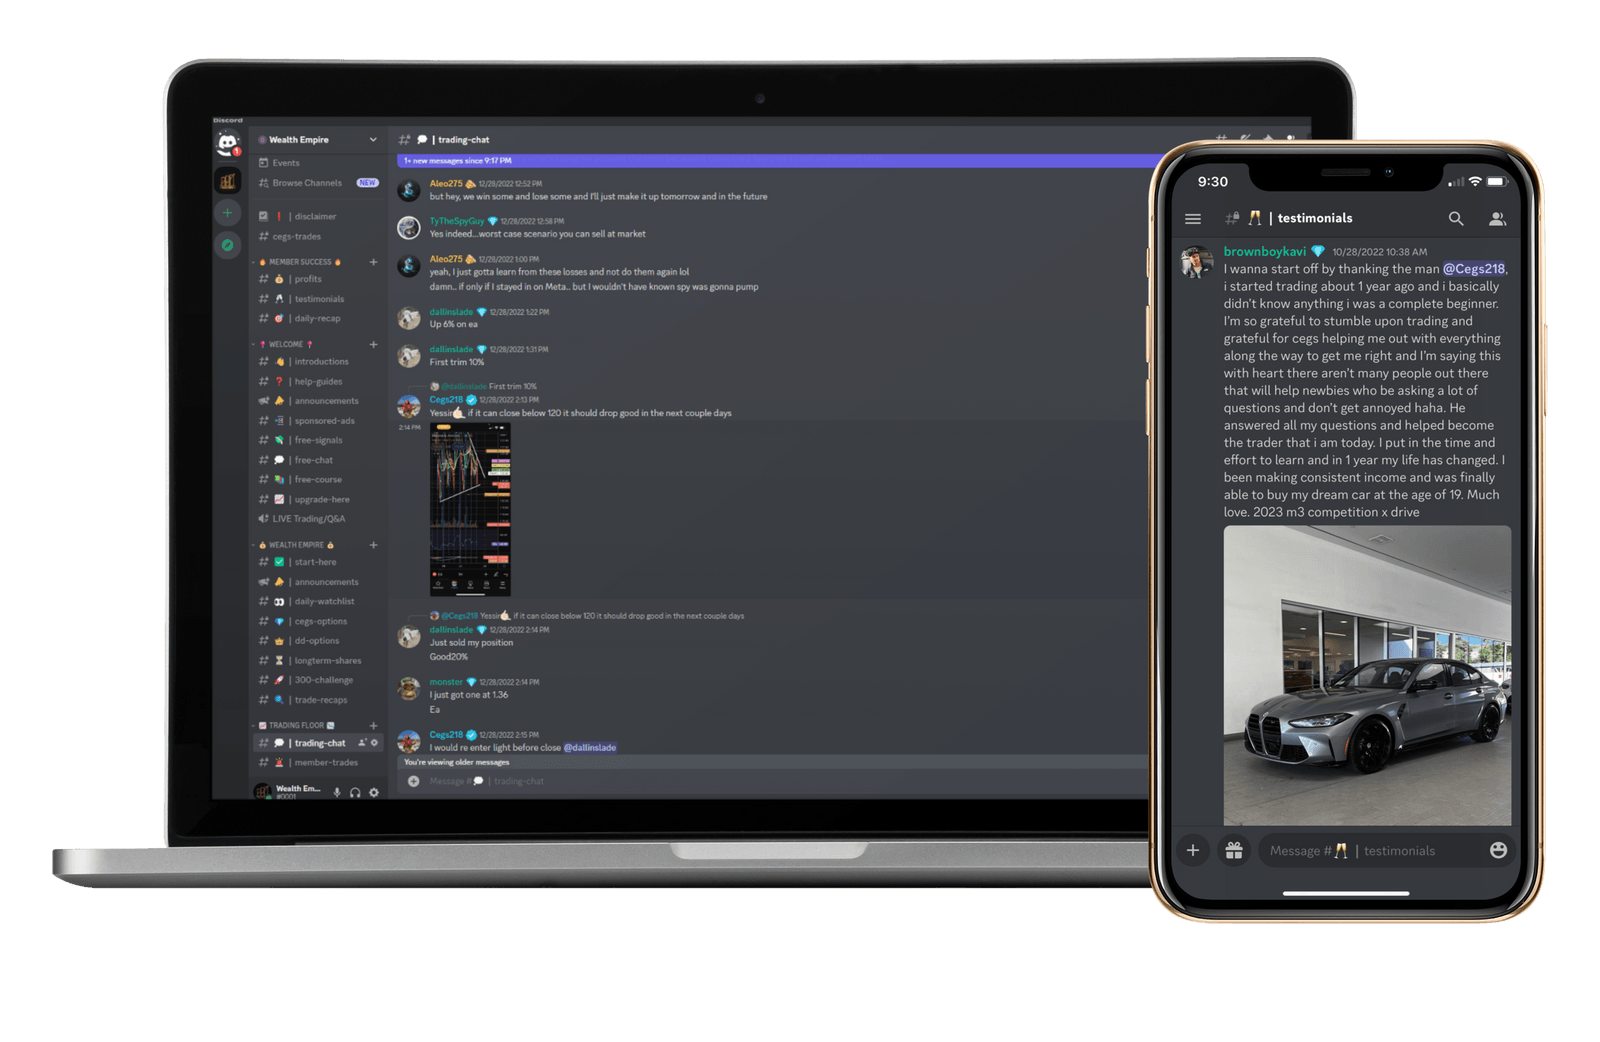 Discord
Wealth Empire
Events
Browse Channels NEW
| disclaimer
cegs-trades
MEMBER SUCCESS
| profits
| testimonials
| daily-recap
WELCOME
| introductions
| help-guides
| announcements
| sponsored-ads
| free-signals
| free-chat
| free-course
| upgrade-here
LIVE Trading/Q&A
WEALTH EMPIRE
| start-here
| announcements
| daily-watchlist
| cegs-options
| dd-options
| longterm-shares
| 300-challenge
| trade-recaps
TRADING FLOOR
| trading-chat
| member-trades
Wealth Em...
#0001
| trading-chat
1+ new messages since 9:17 PM
Aleo275 12/28/2022 12:52 PM
but hey, we win some and lose some and I'll just make it up tomorrow and in the future
TyTheSpyGuy 12/28/2022 12:58 PM
Yes indeed...worst case scenario you can sell at market
Aleo275 12/28/2022 1:00 PM
yeah, I just gotta learn from these losses and not do them again lol
damn.. if only if I stayed in on Meta.. but I wouldn't have known spy was gonna pump
dallinslade 12/28/2022 1:22 PM
Up 6% on ea
dallinslade 12/28/2022 1:31 PM
First trim 10%
@dallinslade First trim 10%
Cegs218 12/28/2022 2:13 PM
Yessir if it can close below 120 it should drop good in the next couple days
2:14 PM
@Cegs218 Yessir if it can close below 120 it should drop good in the next couple days
dallinslade 12/28/2022 2:14 PM
Just sold my position
Good20%
monster 12/28/2022 2:14 PM
I just got one at 1.36
Ea
Cegs218 12/28/2022 2:15 PM
I would re enter light before close @dallinslade
You're viewing older messages
Message # | trading-chat
9:30
# | testimonials
brownboykavi 10/28/2022 10:38 AM
I wanna start off by thanking the man @Cegs218,
i started trading about 1 year ago and i basically
didn't know anything i was a complete beginner.
I'm so grateful to stumble upon trading and
grateful for cegs helping me out with everything
along the way to get me right and I'm saying this
with heart there aren't many people out there
that will help newbies who be asking a lot of
questions and don't get annoyed haha. He
answered all my questions and helped become
the trader that i am today. I put in the time and
effort to learn and in 1 year my life has changed. I
been making consistent income and was finally
able to buy my dream car at the age of 19. Much
love. 2023 m3 competition x drive
Message # | testimonials